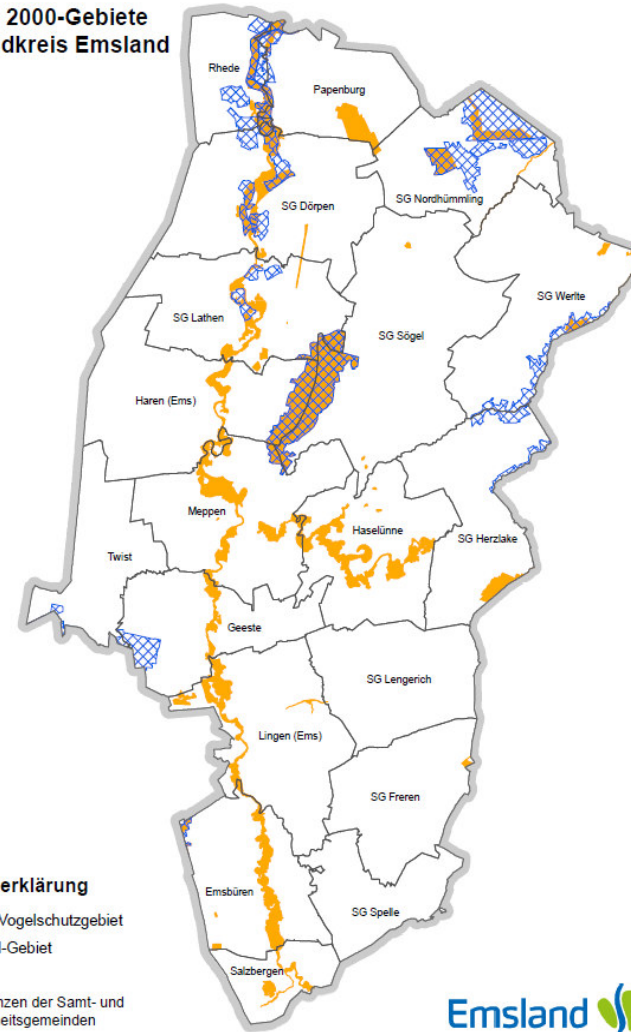 2000-Gebiete
dkreis Emsland
Rhede
Papenburg
SG Nordhümmling
SG Dörpen
SG Werlte
SG Lathen
SG Sögel
Haren (Ems)
Meppen
Haselünne
SG Herzlake
Twist
Geeste
SG Lengerich
Lingen (Ems)
SG Freren
erklärung
Emsbüren
SG Spelle
Vogelschutzgebiet
-Gebiet
Salzbergen
nzen der Samt- und
eitsgemeinden
Emsland